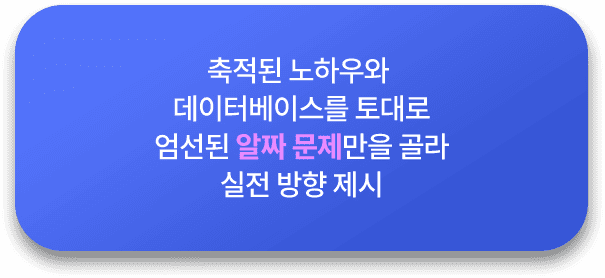 축적된 노하우와
데이터베이스를 토대로
엄선된 알짜 문제만을 골라
실전 방향 제시